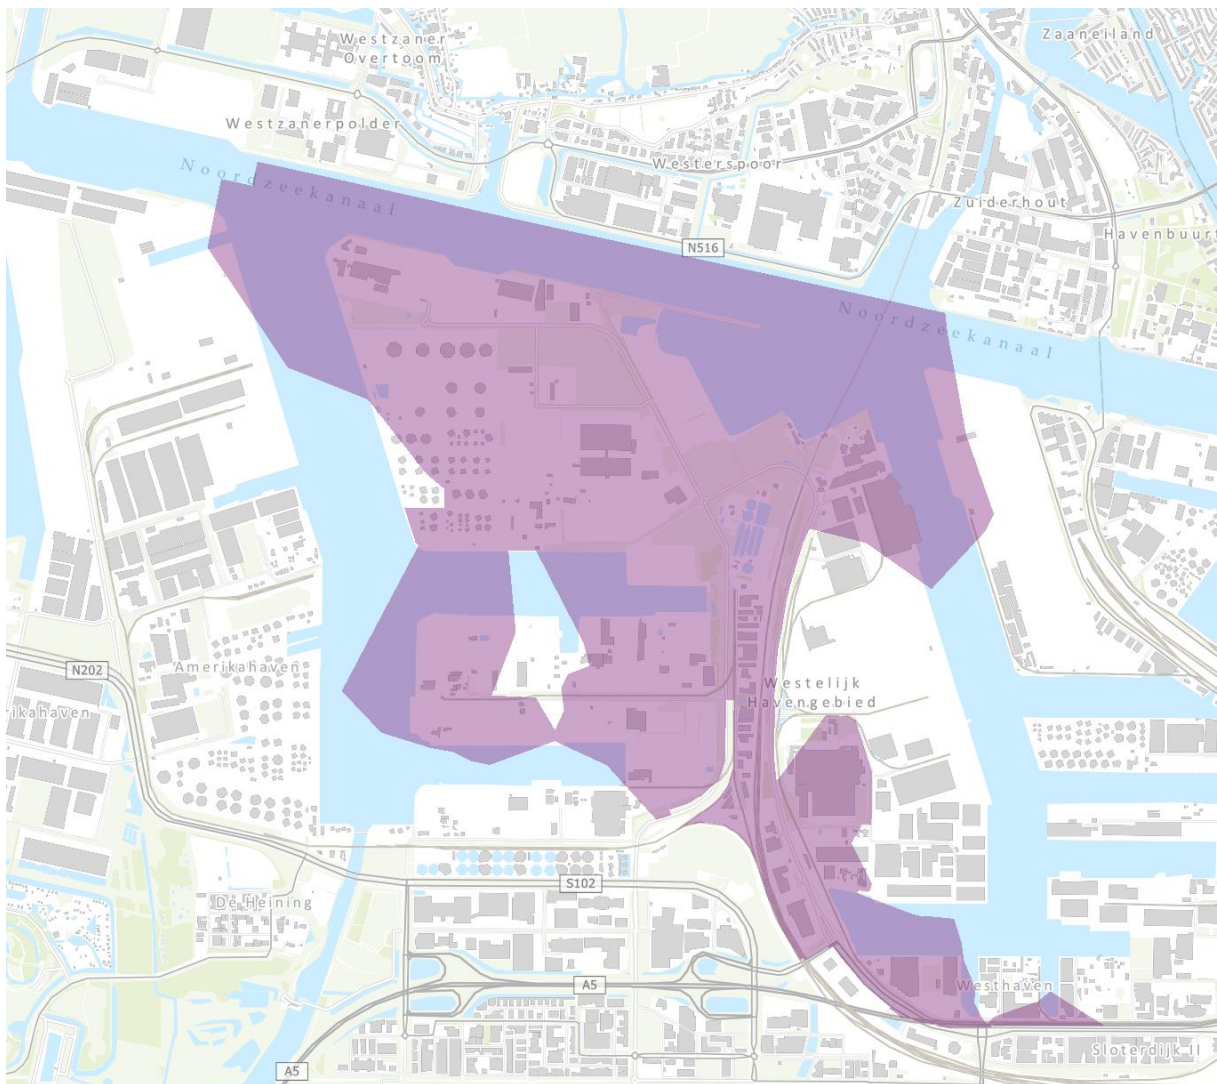 Westzaner
Overtoom
Zaaneiland
Westzanerpolder
Westerspoor
Noordzeekanaal
Zuiderhout
Havenbuurt
N516
Noordzeekanaal
N202
Amerikahaven
Westelijk
Havengebied
rikahaven
S102
De Heining
A5
Westhaven
Sloterdijk II
A5